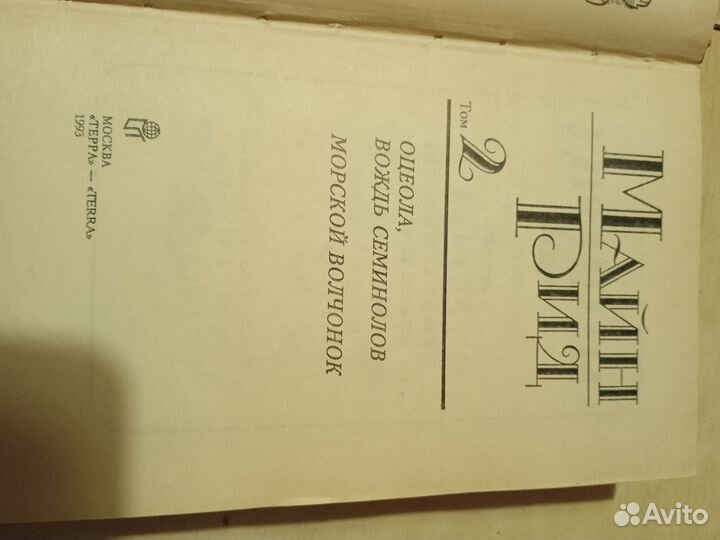 МАЙН
РИД
Том 2
ОЦЕОЛА,
ВОЖДЬ СЕМИНОЛОВ
МОРСКОЙ ВОЛЧОНОК
МОСКВА
«ТЕРРА» — «TERRA»
1993
Avito